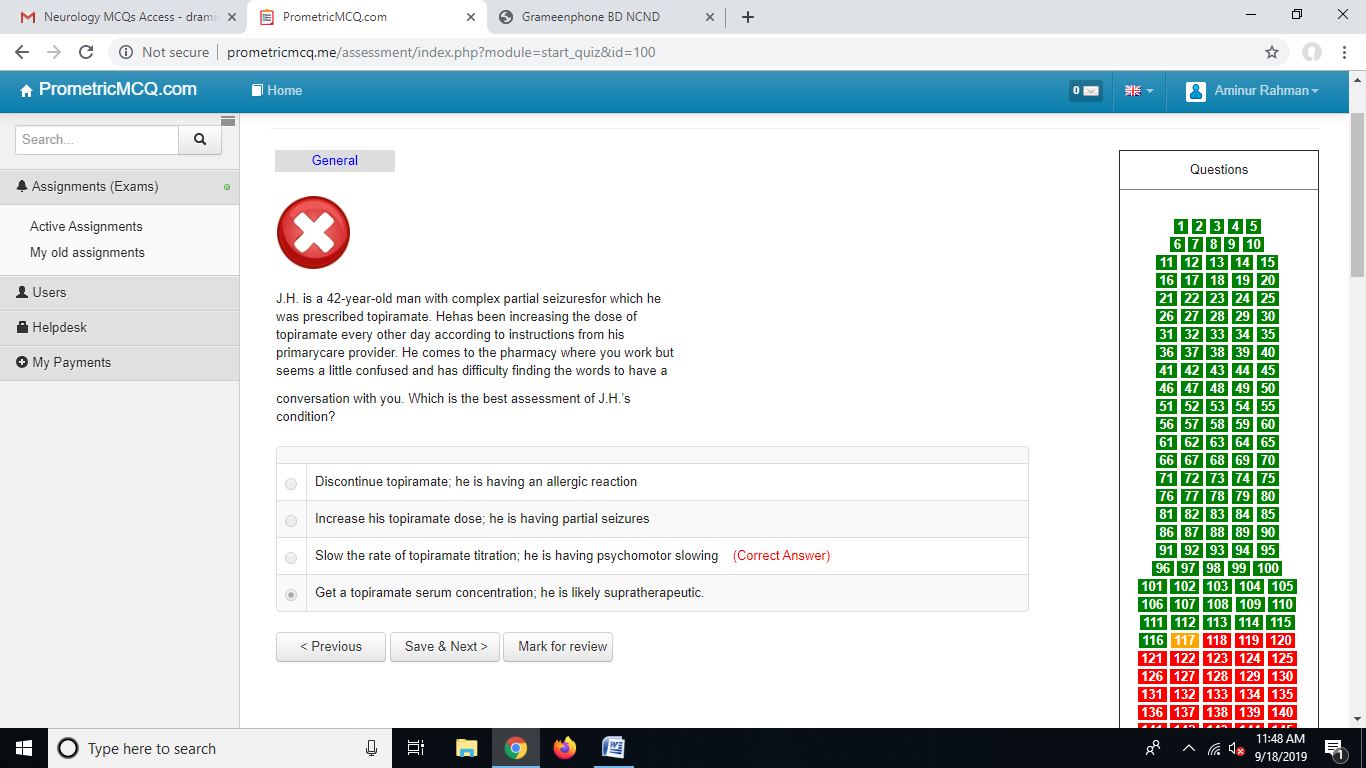 Neurology MCQs Access - drami
PrometricMCQ.com
Grameenphone BD NCND
Not secure | prometricmcq.me/assessment/index.php?module=start_quiz&id=100
PrometricMCQ.com
Home
0
Aminur Rahman
Search...
Assignments (Exams)
Active Assignments
My old assignments
Users
Helpdesk
My Payments
General
J.H. is a 42-year-old man with complex partial seizuresfor which he
was prescribed topiramate. Hehas been increasing the dose of
topiramate every other day according to instructions from his
primarycare provider. He comes to the pharmacy where you work but
seems a little confused and has difficulty finding the words to have a
conversation with you. Which is the best assessment of J.H.'s
condition?
Discontinue topiramate; he is having an allergic reaction
Increase his topiramate dose; he is having partial seizures
Slow the rate of topiramate titration; he is having psychomotor slowing (Correct Answer)
Get a topiramate serum concentration; he is likely supratherapeutic.
< Previous
Save & Next >
Mark for review
Questions
1 2 3 4 5
6 7 8 9 10
11 12 13 14 15
16 17 18 19 20
21 22 23 24 25
26 27 28 29 30
31 32 33 34 35
36 37 38 39 40
41 42 43 44 45
46 47 48 49 50
51 52 53 54 55
56 57 58 59 60
61 62 63 64 65
66 67 68 69 70
71 72 73 74 75
76 77 78 79 80
81 82 83 84 85
86 87 88 89 90
91 92 93 94 95
96 97 98 99 100
101 102 103 104 105
106 107 108 109 110
111 112 113 114 115
116 117 118 119 120
121 122 123 124 125
126 127 128 129 130
131 132 133 134 135
136 137 138 139 140
Type here to search
11:48 AM
9/18/2019
1